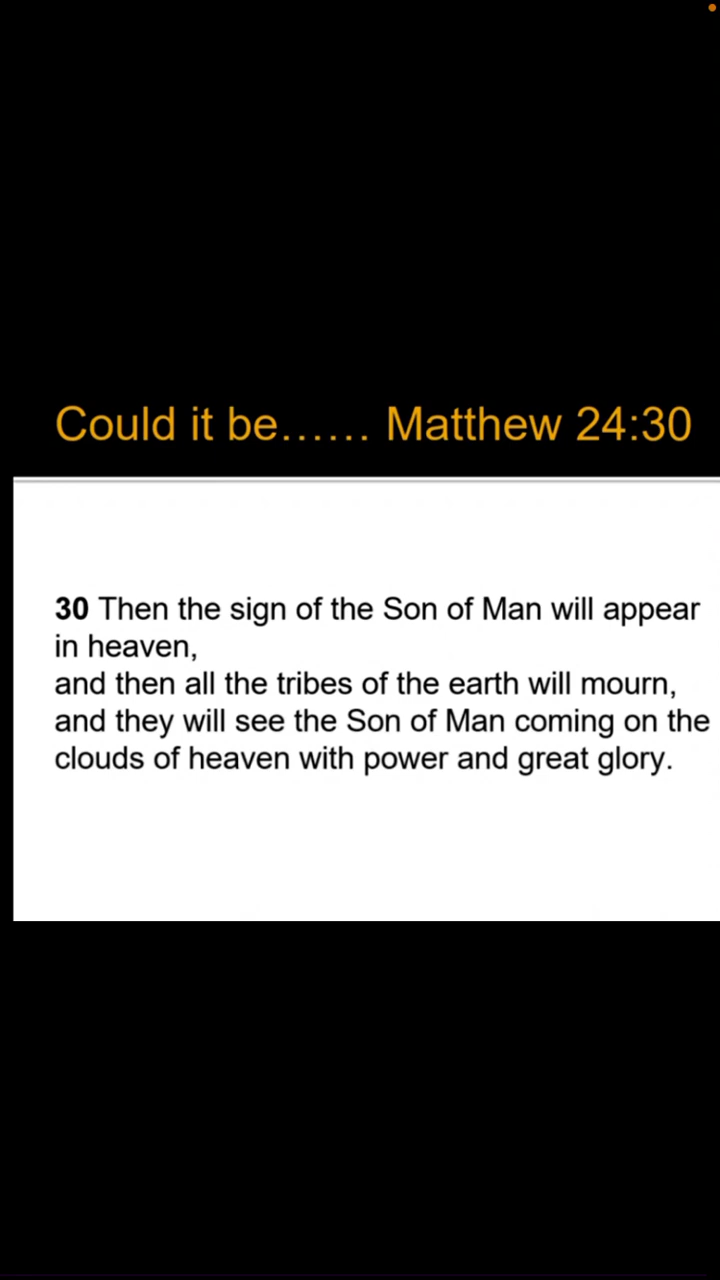 Could it be...... Matthew 24:30
30 Then the sign of the Son of Man will appear
in heaven,
and then all the tribes of the earth will mourn,
and they will see the Son of Man coming on the
clouds of heaven with power and great glory.